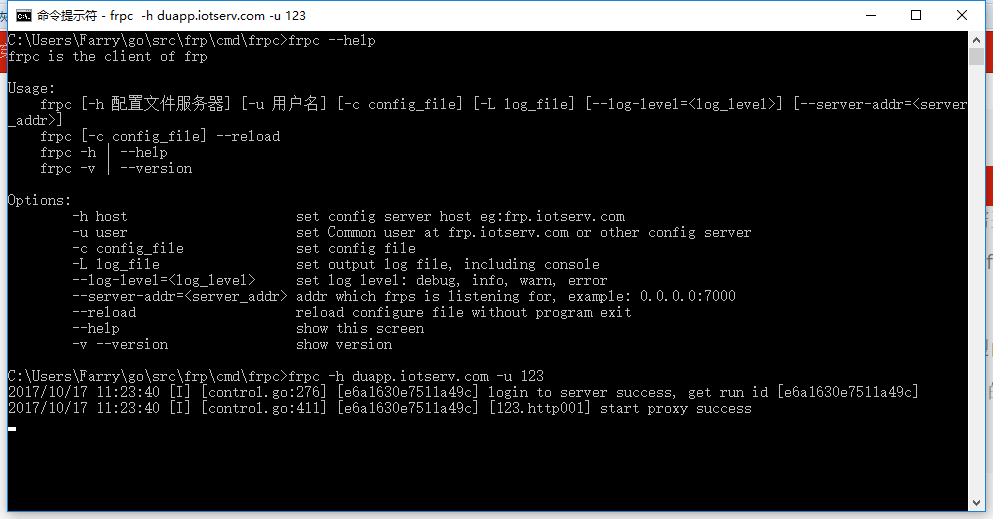 命令提示符 - frpc  -h duapp.iotserv.com -u 123
C:\Users\Farry\go\src\frp\cmd\frpc>frpc --help
frpc is the client of frp
Usage:
    frpc [-h 配置文件服务器] [-u 用户名] [-c config_file] [-L log_file] [--log-level=<log_level>] [--server-addr=<server
_addr>]
    frpc [-c config_file] --reload
    frpc -h | --help
    frpc -v | --version
Options:
        -h host                     set config server host eg:frp.iotserv.com
        -u user                     set Common user at frp.iotserv.com or other config server
        -c config_file              set config file
        -L log_file                 set output log file, including console
        --log-level=<log_level>     set log level: debug, info, warn, error
        --server-addr=<server_addr> addr which frps is listening for, example: 0.0.0.0:7000
        --reload                    reload configure file without program exit
        --help                      show this screen
        -v --version                show version
C:\Users\Farry\go\src\frp\cmd\frpc>frpc -h duapp.iotserv.com -u 123
2017/10/17 11:23:40 [I] [control.go:276] [e6a1630e7511a49c] login to server success, get run id [e6a1630e7511a49c]
2017/10/17 11:23:40 [I] [control.go:411] [e6a1630e7511a49c] [123.http001] start proxy success